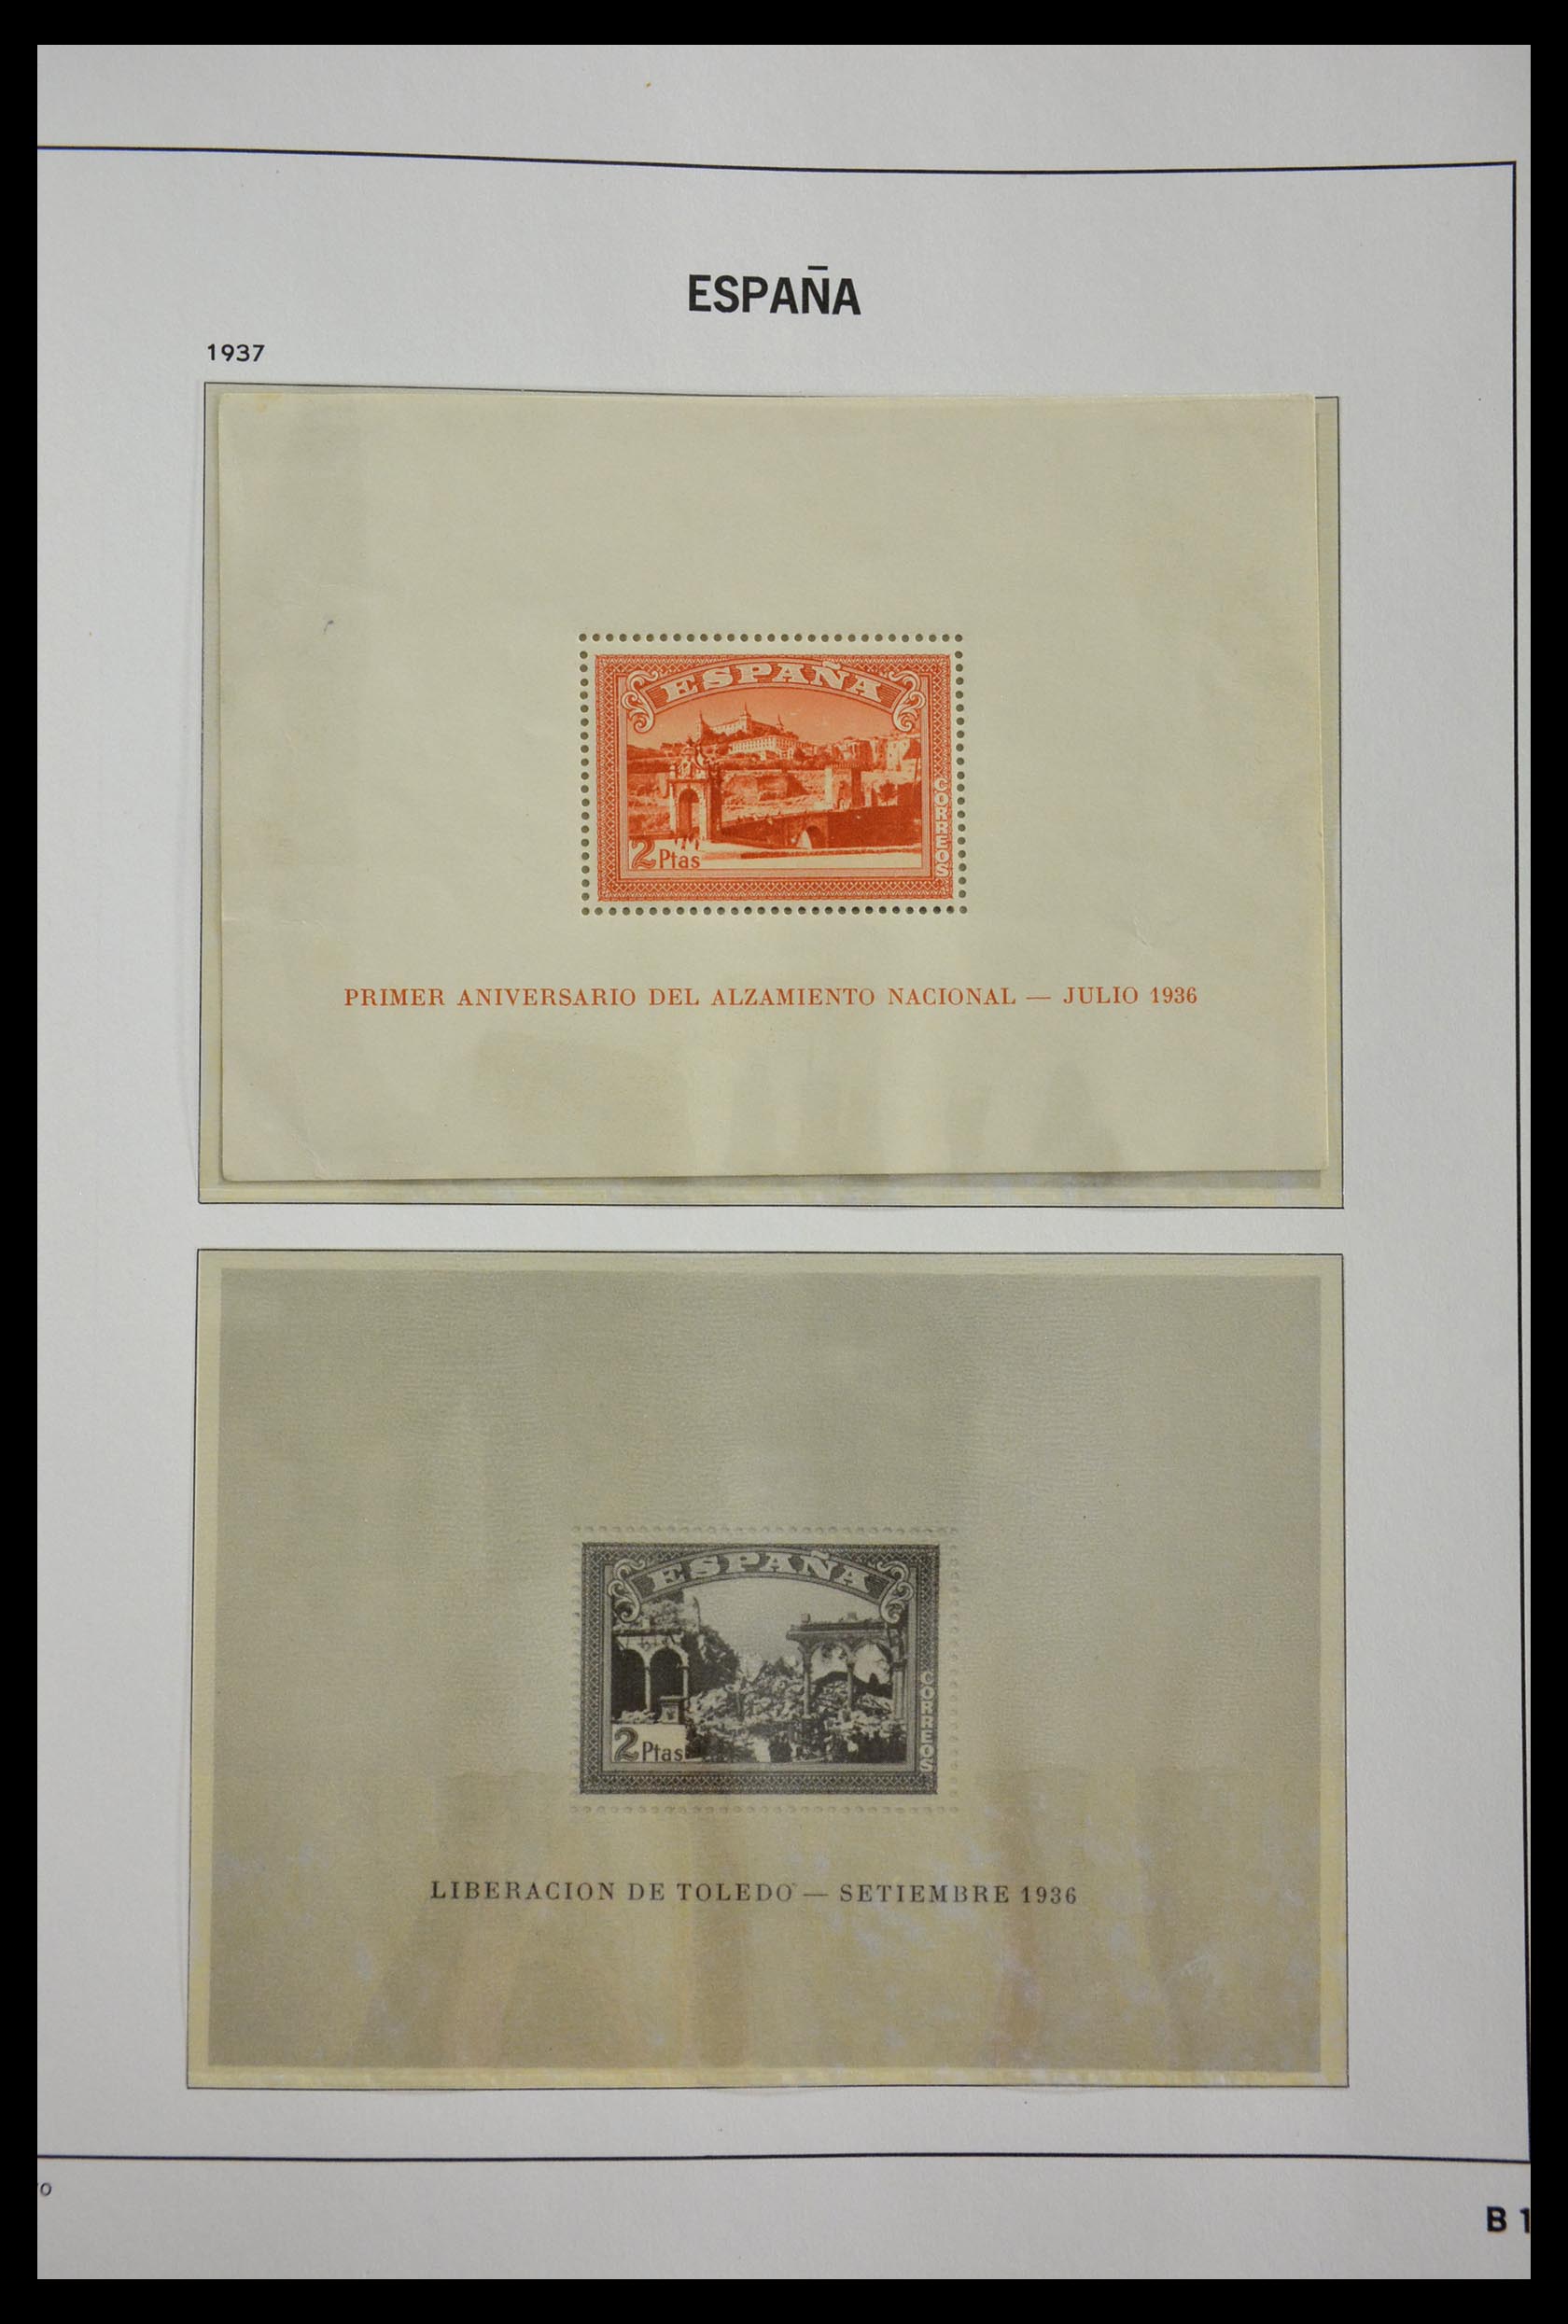 ESPAÑA
1937
ESPAÑA
CORREOS
2 Ptas
PRIMER ANIVERSARIO DEL ALZAMIENTO NACIONAL — JULIO 1936
ESPAÑA
CORREOS
2 Ptas
LIBERACION DE TOLEDO — SETIEMBRE 1936
B 1